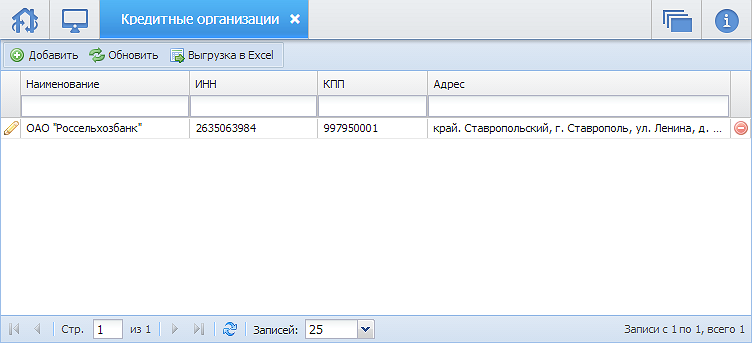 Кредитные организации
Добавить Обновить Выгрузка в Excel
Наименование ИНН КПП Адрес
ОАО "Россельхозбанк" 2635063984 997950001 край. Ставропольский, г. Ставрополь, ул. Ленина, д. ...
Стр. 1 из 1 Записей: 25 Записи с 1 по 1, всего 1